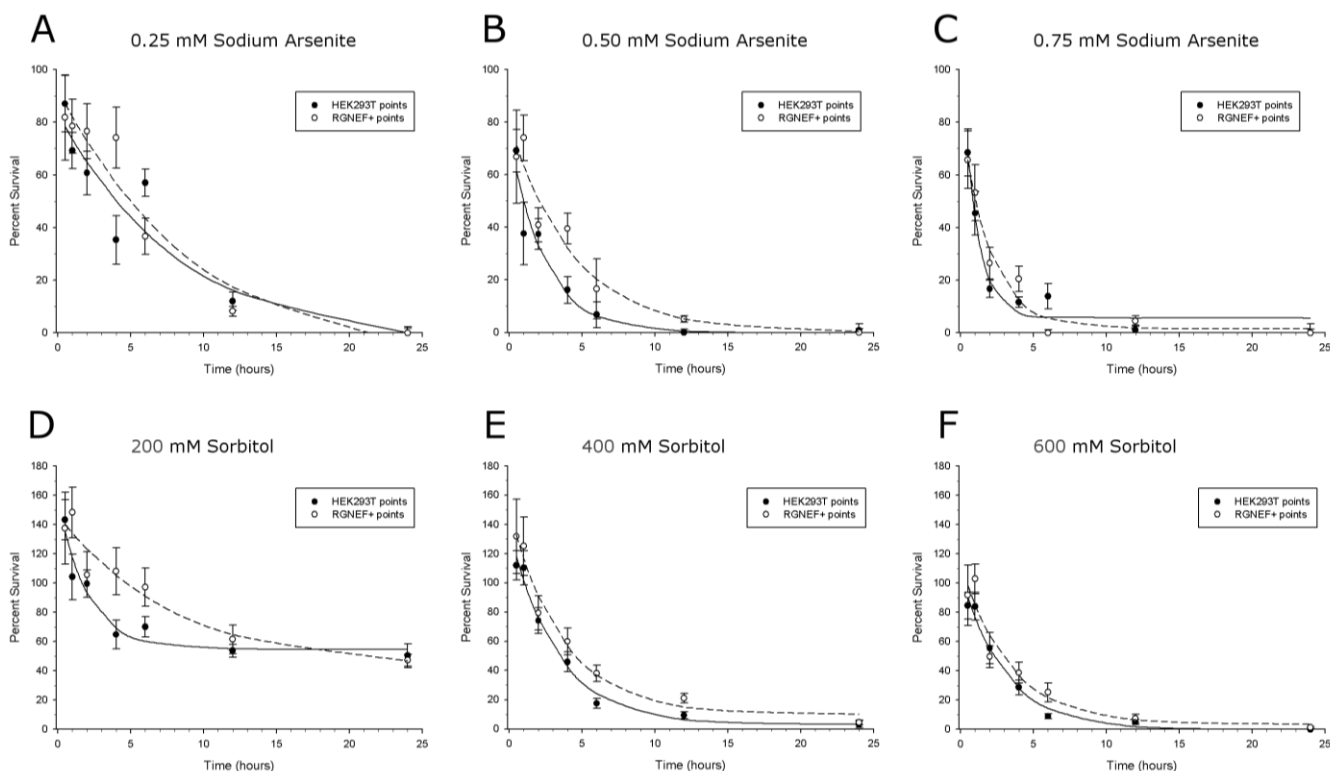 A
0.25 mM Sodium Arsenite
100
80
60
40
20
0
Percent Survival
0 5 10 15 20 25
Time (hours)
HEK293T points
RGNEF+ points
B
0.50 mM Sodium Arsenite
100
80
60
40
20
0
Percent Survival
0 5 10 15 20 25
Time (hours)
HEK293T points
RGNEF+ points
C
0.75 mM Sodium Arsenite
100
80
60
40
20
0
Percent Survival
0 5 10 15 20 25
Time (hours)
HEK293T points
RGNEF+ points
D
200 mM Sorbitol
180
160
140
120
100
80
60
40
20
0
Percent Survival
0 5 10 15 20 25
Time (hours)
HEK293T points
RGNEF+ points
E
400 mM Sorbitol
180
160
140
120
100
80
60
40
20
0
Percent Survival
0 5 10 15 20 25
Time (hours)
HEK293T points
RGNEF+ points
F
600 mM Sorbitol
180
160
140
120
100
80
60
40
20
0
Percent Survival
0 5 10 15 20 25
Time (hours)
HEK293T points
RGNEF+ points